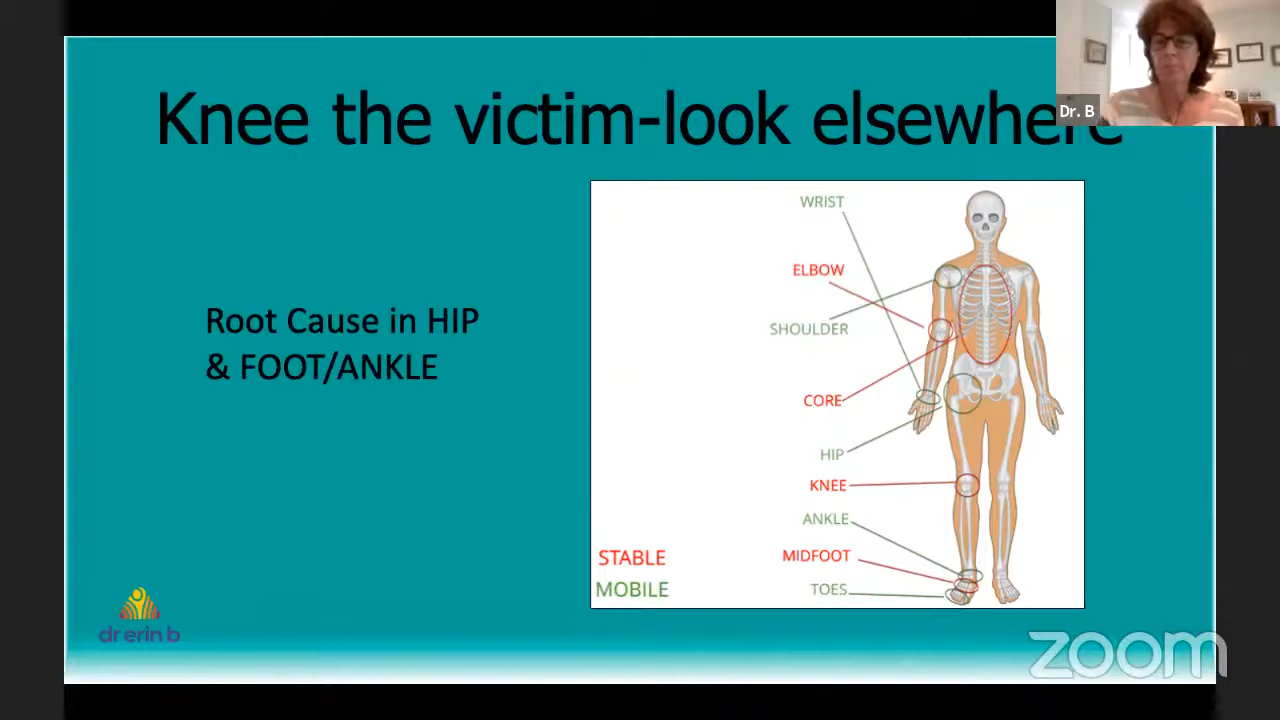 Knee the victim-look elsewhere
Dr. B
Root Cause in HIP
& FOOT/ANKLE
WRIST
ELBOW
SHOULDER
CORE
HIP
KNEE
ANKLE
MIDFOOT
TOES
STABLE
MOBILE
dr erin b
zoom